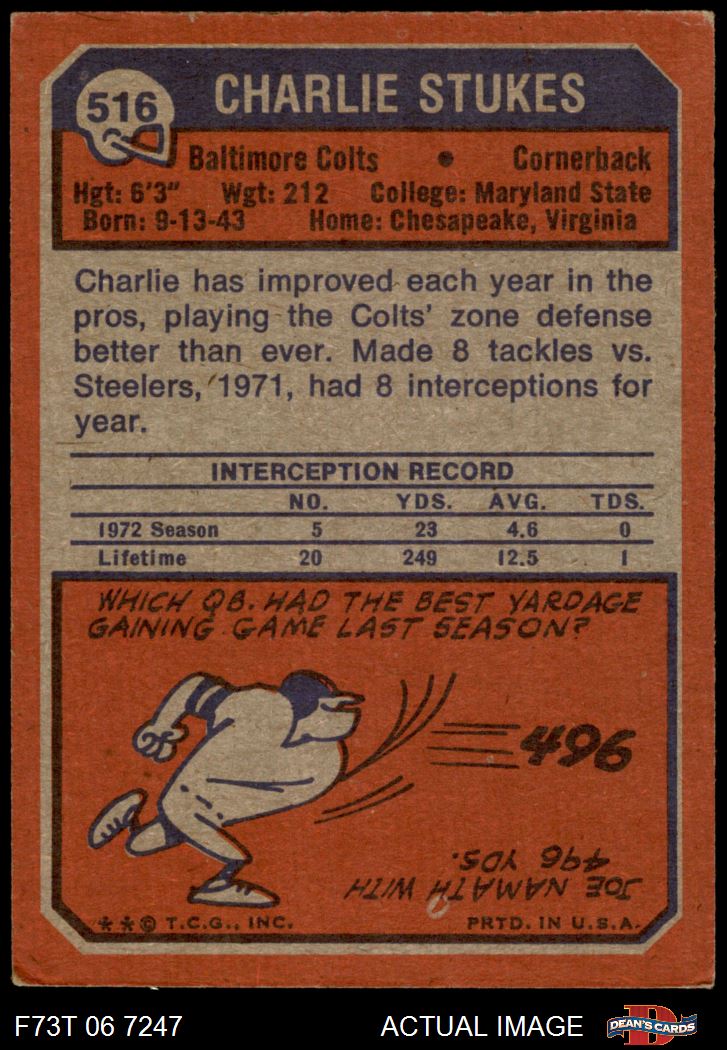 516
CHARLIE STUKES
Baltimore Colts • Cornerback
Hgt: 6'3" Wgt: 212 College: Maryland State
Born: 9-13-43 Home: Chesapeake, Virginia
Charlie has improved each year in the
pros, playing the Colts' zone defense
better than ever. Made 8 tackles vs.
Steelers, 1971, had 8 interceptions for
year.
INTERCEPTION RECORD
NO. YDS. AVG. TDS.
1972 Season 5 23 4.6 0
Lifetime 20 249 12.5 1
WHICH QB. HAD THE BEST YARDAGE
GAINING GAME LAST SEASON?
496
JOE NAMATH WITH
496 YDS.
**© T.C.G., INC. PRTD. IN U.S.A.
F73T 06 7247 ACTUAL IMAGE
D
DEAN'S CARDS